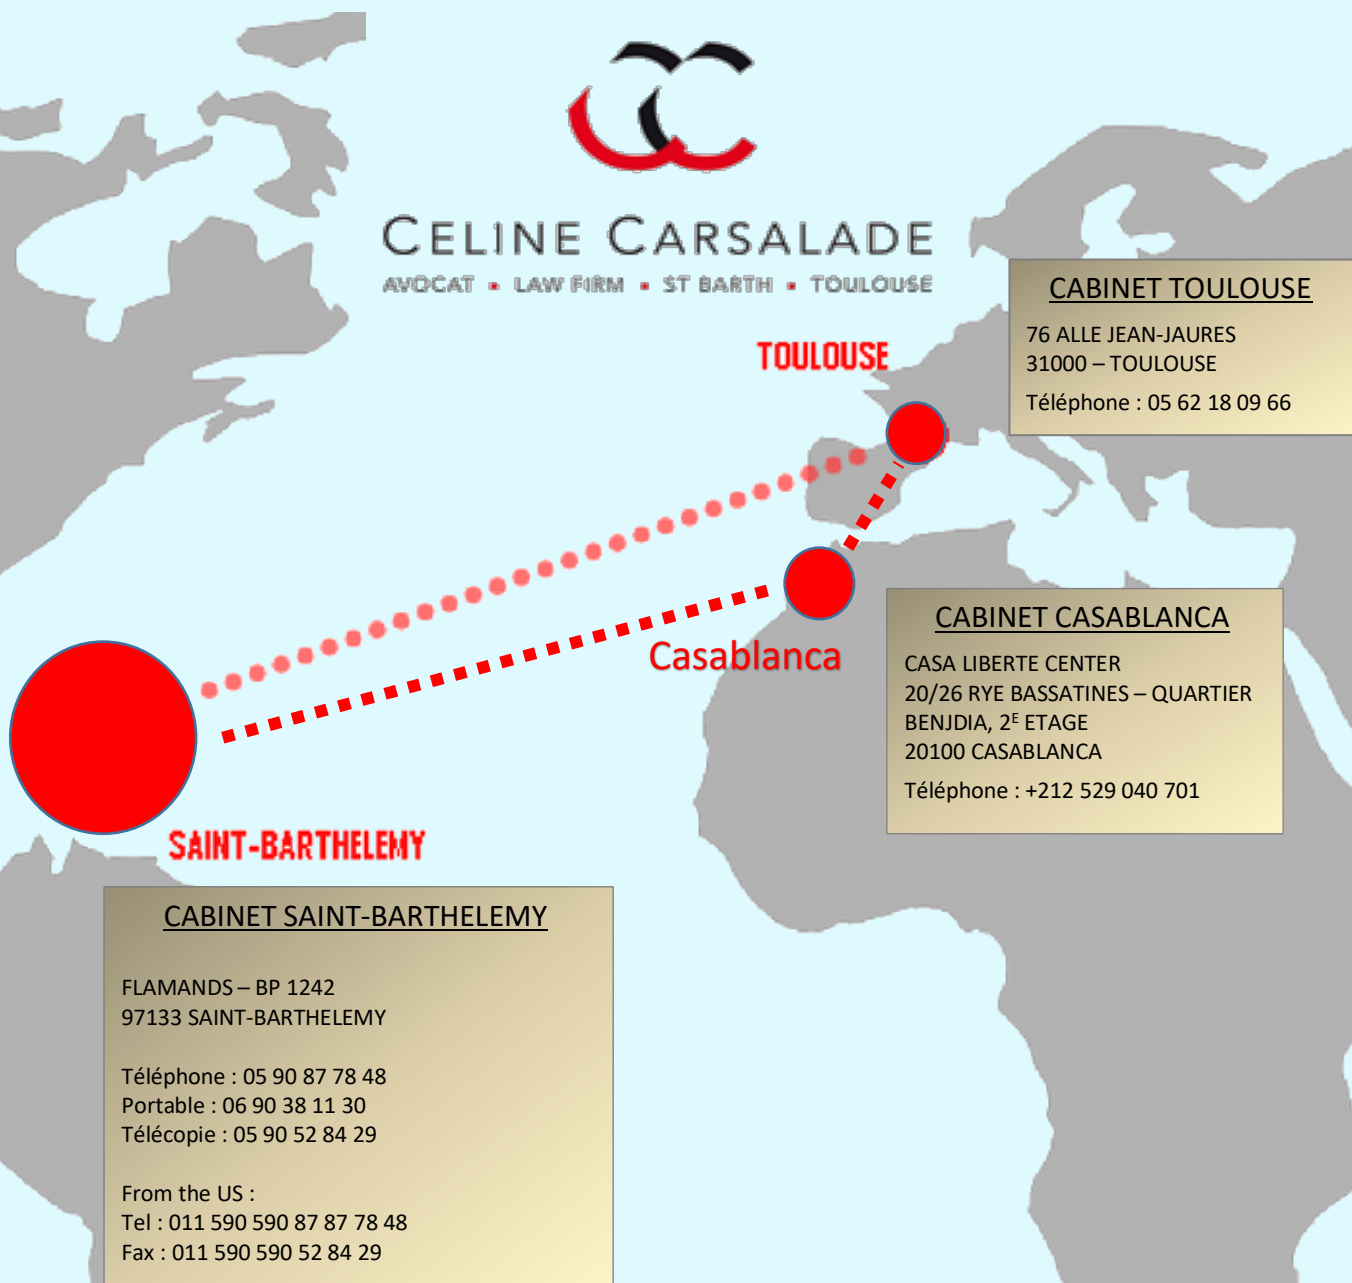 CELINE CARSALADE
AVOCAT • LAW FIRM • ST BARTH • TOULOUSE
TOULOUSE
CABINET TOULOUSE
76 ALLE JEAN-JAURES
31000 – TOULOUSE
Téléphone : 05 62 18 09 66
Casablanca
CABINET CASABLANCA
CASA LIBERTE CENTER
20/26 RYE BASSATINES – QUARTIER
BENJDIA, 2E ETAGE
20100 CASABLANCA
Téléphone : +212 529 040 701
SAINT-BARTHELEMY
CABINET SAINT-BARTHELEMY
FLAMANDS – BP 1242
97133 SAINT-BARTHELEMY
Téléphone : 05 90 87 78 48
Portable : 06 90 38 11 30
Télécopie : 05 90 52 84 29
From the US :
Tel : 011 590 590 87 87 78 48
Fax : 011 590 590 52 84 29